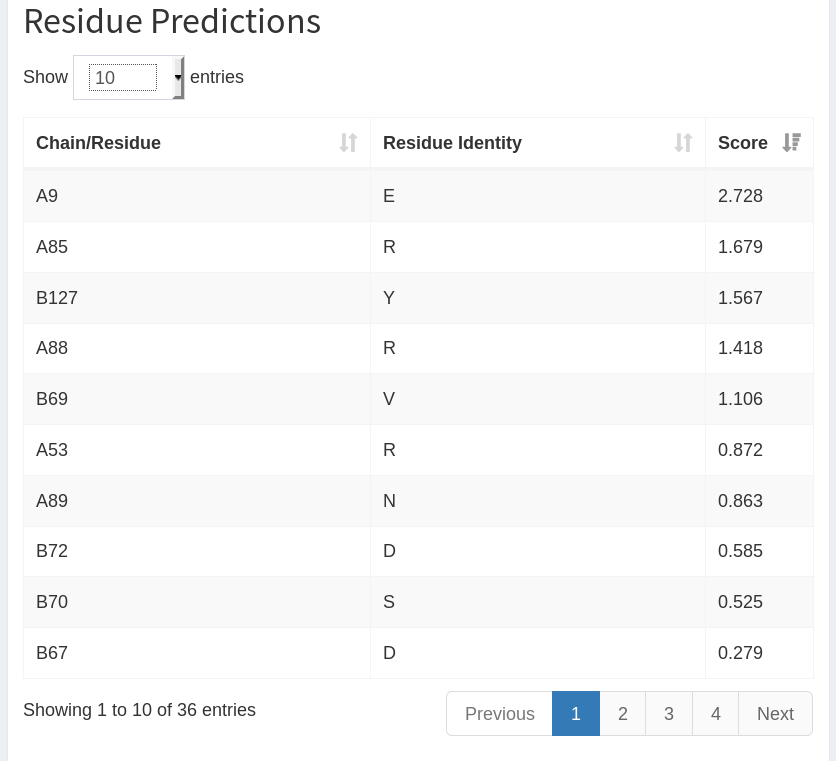 Residue Predictions
Show 10 entries
Chain/Residue Residue Identity Score
A9 E 2.728
A85 R 1.679
B127 Y 1.567
A88 R 1.418
B69 V 1.106
A53 R 0.872
A89 N 0.863
B72 D 0.585
B70 S 0.525
B67 D 0.279
Showing 1 to 10 of 36 entries Previous 1 2 3 4 Next